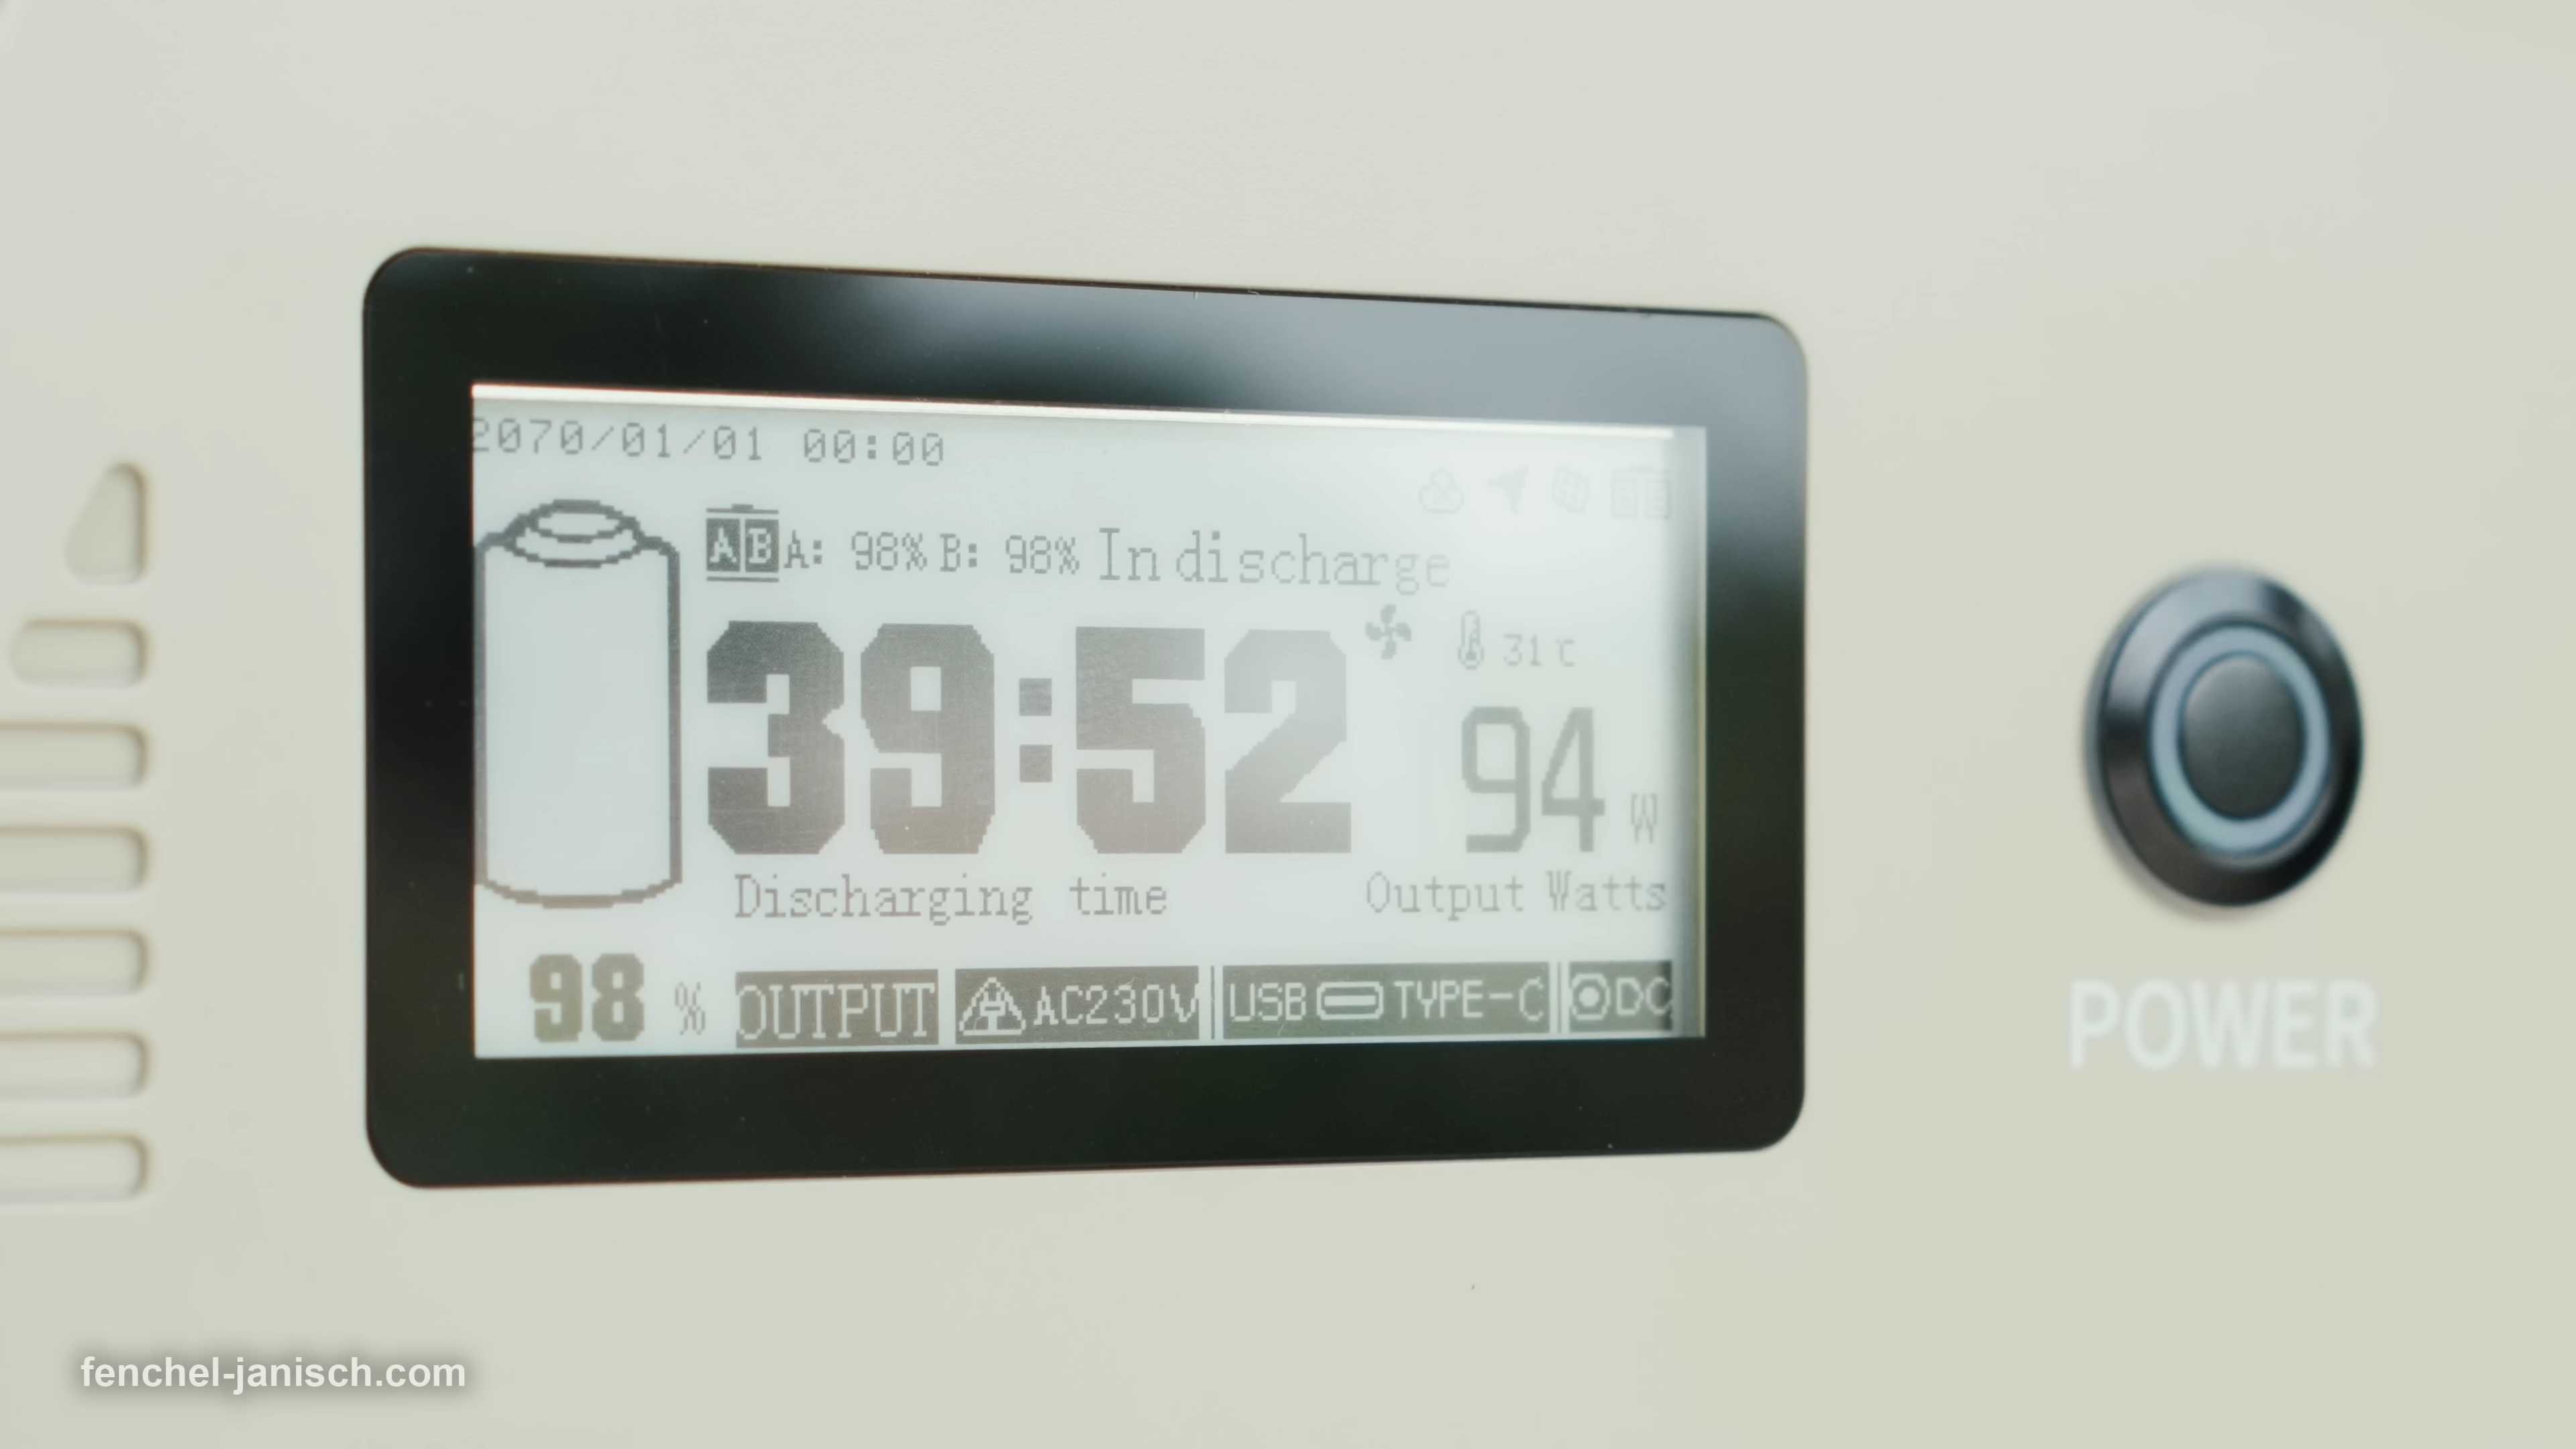 2070/01/01 00:00
AB A: 98% B: 98% In discharge
39:52
31℃
94 W
Discharging time
Output Watts
98 %
OUTPUT AC230V USB TYPE-C DC
POWER
fenchel-janisch.com